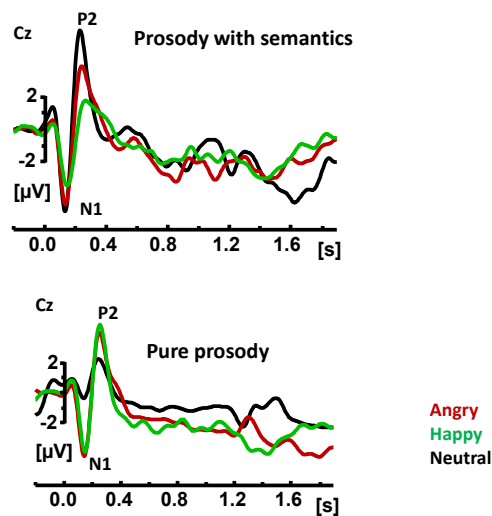 P2
Cz
Prosody with semantics
2
-2
[µV]
N1
0.0 0.4 0.8 1.2 1.6 [s]
Cz
P2
Pure prosody
2
-2
[µV]
N1
0.0 0.4 0.8 1.2 1.6
[s]
Angry
Happy
Neutral